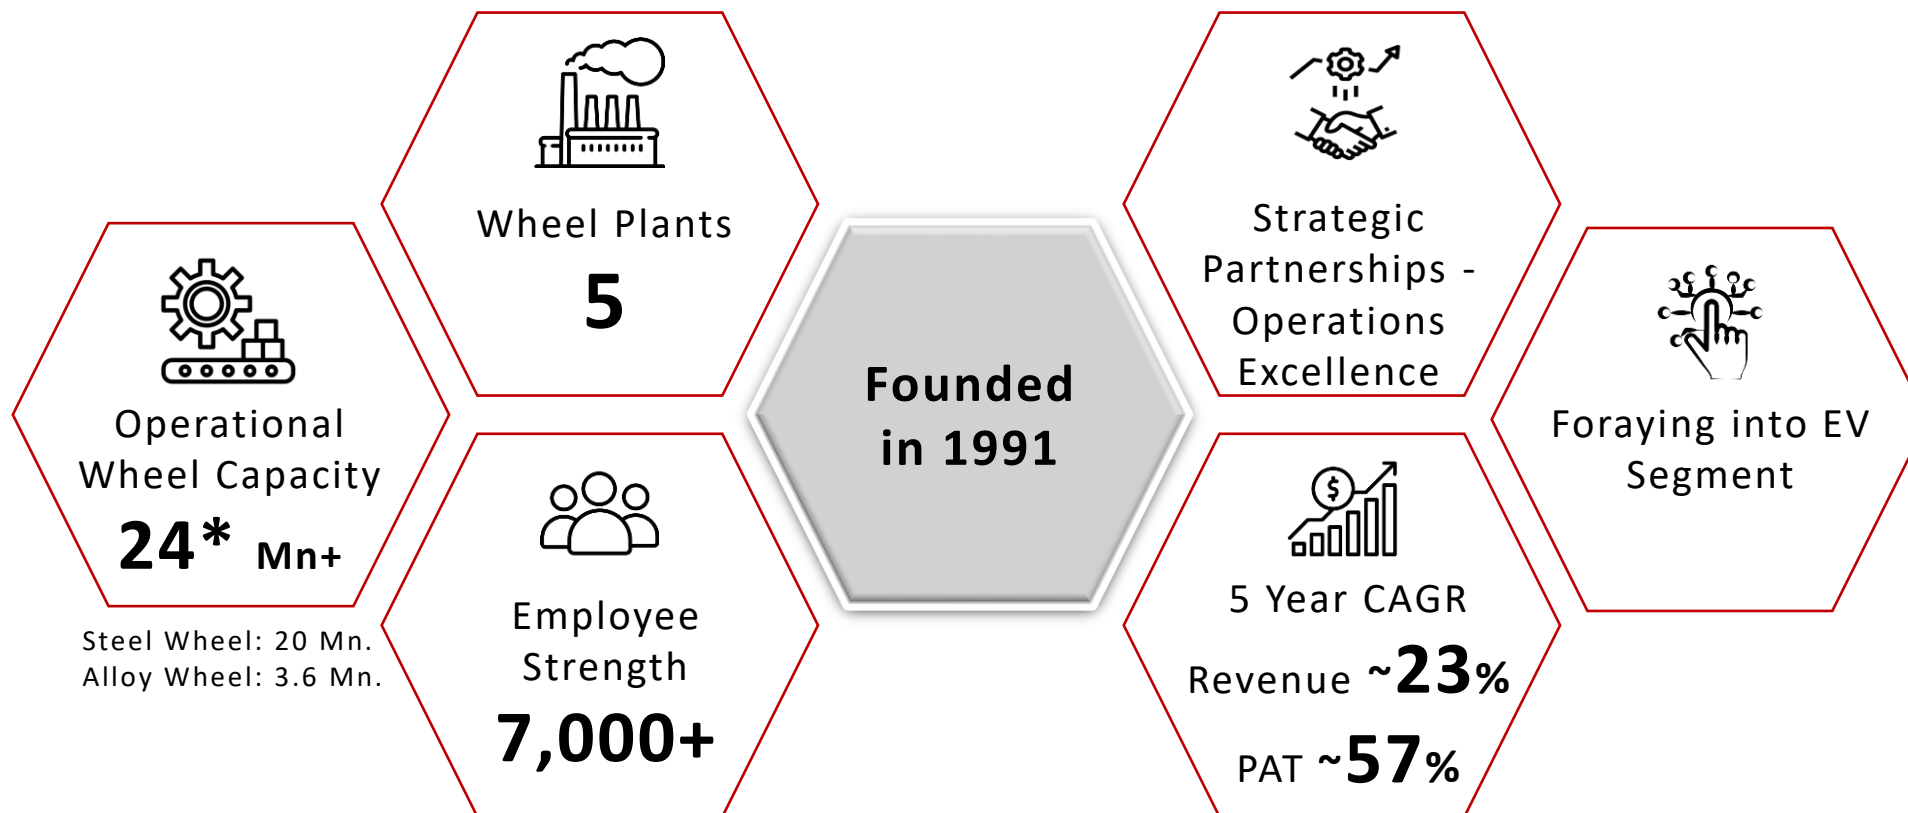 Wheel Plants
5
Operational
Wheel Capacity
24* Mn+
Steel Wheel: 20 Mn.
Alloy Wheel: 3.6 Mn.
Employee
Strength
7,000+
Founded
in 1991
Strategic
Partnerships -
Operations
Excellence
Foraying into EV
Segment
$
5 Year CAGR
Revenue ~23%
PAT ~57%